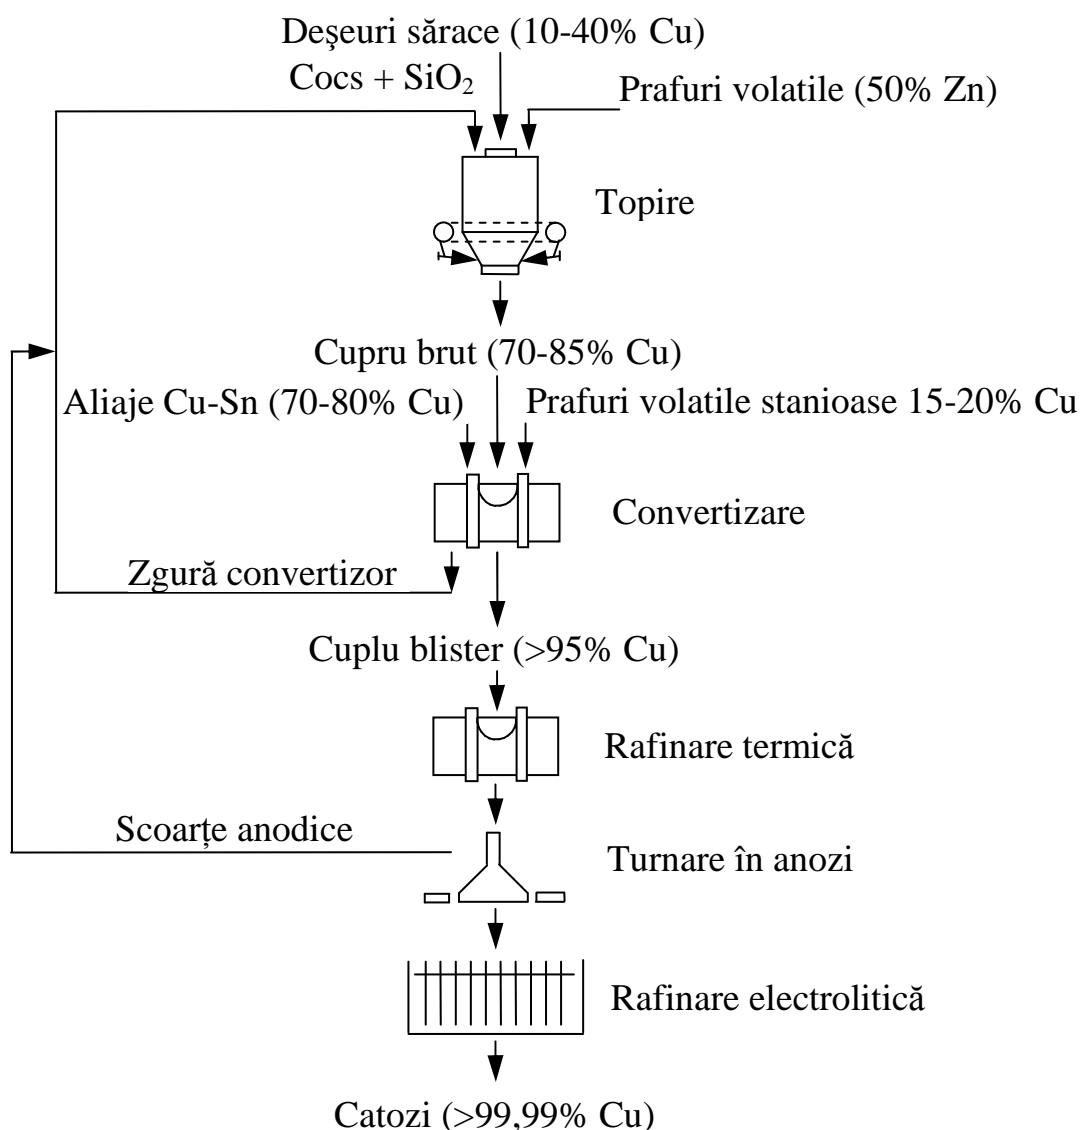 Deşeuri sărace (10-40% Cu)
Cocs + SiO₂
Prafuri volatile (50% Zn)
Topire
Cupru brut (70-85% Cu)
Aliaje Cu-Sn (70-80% Cu)
Prafuri volatile stanioase 15-20% Cu
Convertizare
Zgură convertizor
Cuplu blister (>95% Cu)
Rafinare termică
Scoarțe anodice
Turnare în anozi
Rafinare electrolitică
Catozi (>99,99% Cu)